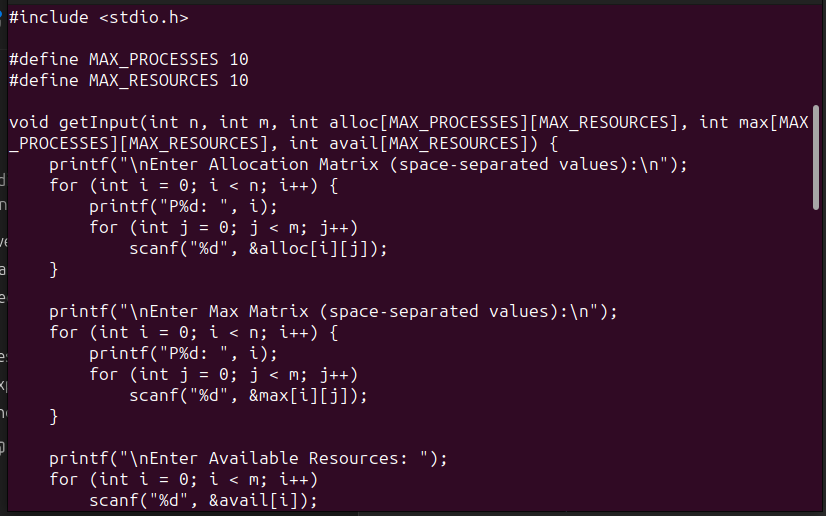 #include <stdio.h>

#define MAX_PROCESSES 10
#define MAX_RESOURCES 10

void getInput(int n, int m, int alloc[MAX_PROCESSES][MAX_RESOURCES], int max[MAX
_PROCESSES][MAX_RESOURCES], int avail[MAX_RESOURCES]) {
    printf("\nEnter Allocation Matrix (space-separated values):\n");
    for (int i = 0; i < n; i++) {
        printf("P%d: ", i);
        for (int j = 0; j < m; j++)
            scanf("%d", &alloc[i][j]);
    }

    printf("\nEnter Max Matrix (space-separated values):\n");
    for (int i = 0; i < n; i++) {
        printf("P%d: ", i);
        for (int j = 0; j < m; j++)
            scanf("%d", &max[i][j]);
    }

    printf("\nEnter Available Resources: ");
    for (int i = 0; i < m; i++)
        scanf("%d", &avail[i]);